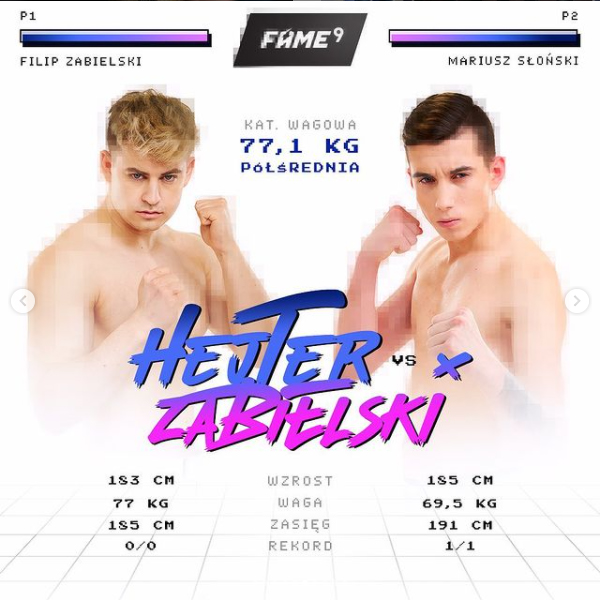 P1
P2
FAME 9
FILIP ZABIELSKI
MARIUSZ SŁOŃSKI
KAT. WAGOWA
77,1 KG
PÓŁŚREDNIA
HEJTER VS X
ZABIELSKI
183 CM WZROST 185 CM
77 KG WAGA 69,5 KG
185 CM ZASIĘG 191 CM
0/0 REKORD 1/1